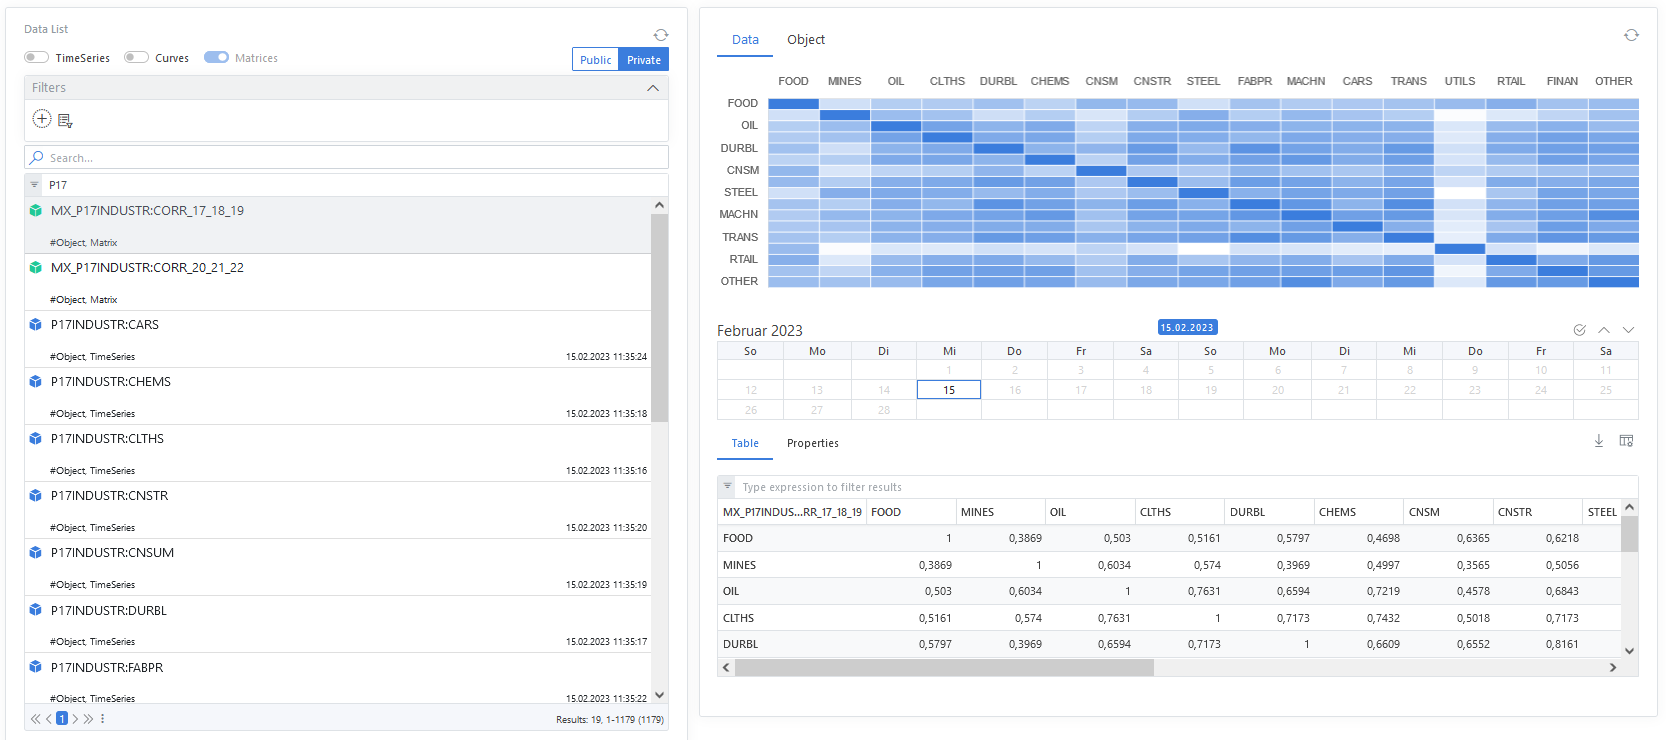 Data List
TimeSeries Curves Matrices Public Private
Filters
Search...
P17
MX_P17INDUSTR:CORR_17_18_19
#Object, Matrix
MX_P17INDUSTR:CORR_20_21_22
#Object, Matrix
P17INDUSTR:CARS
#Object, TimeSeries 15.02.2023 11:35:24
P17INDUSTR:CHEMS
#Object, TimeSeries 15.02.2023 11:35:18
P17INDUSTR:CLTHS
#Object, TimeSeries 15.02.2023 11:35:16
P17INDUSTR:CNSTR
#Object, TimeSeries 15.02.2023 11:35:20
P17INDUSTR:CNSUM
#Object, TimeSeries 15.02.2023 11:35:19
P17INDUSTR:DURBL
#Object, TimeSeries 15.02.2023 11:35:17
P17INDUSTR:FABPR
#Object, TimeSeries 15.02.2023 11:35:22
1 Results: 19, 1-1179 (1179)
Data Object
FOOD MINES OIL CLTHS DURBL CHEMS CNSM CNSTR STEEL FABPR MACHN CARS TRANS UTILS RTAIL FINAN OTHER
FOOD
OIL
DURBL
CNSM
STEEL
MACHN
TRANS
RTAIL
OTHER
Februar 2023 15.02.2023
So Mo Di Mi Do Fr Sa So Mo Di Mi Do Fr Sa
1 2 3 4 5 6 7 8 9 10 11
12 13 14 15 16 17 18 19 20 21 22 23 24 25
26 27 28
Table Properties
Type expression to filter results
MX_P17INDUS...RR_17_18_19 FOOD MINES OIL CLTHS DURBL CHEMS CNSM CNSTR STEEL
FOOD 1 0,3869 0,503 0,5161 0,5797 0,4698 0,6365 0,6218
MINES 0,3869 1 0,6034 0,574 0,3969 0,4997 0,3565 0,5056
OIL 0,503 0,6034 1 0,7631 0,6594 0,7219 0,4578 0,6843
CLTHS 0,5161 0,574 0,7631 1 0,7173 0,7432 0,5018 0,7173
DURBL 0,5797 0,3969 0,6594 0,7173 1 0,6609 0,6552 0,8161